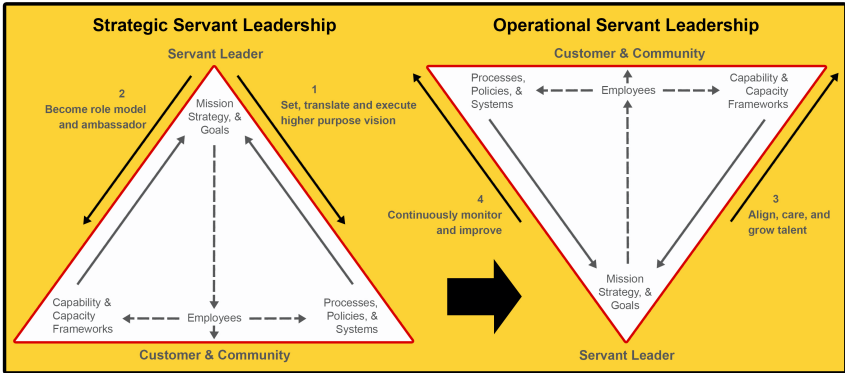 Strategic Servant Leadership
Servant Leader
2
Become role model
and ambassador
1
Set, translate and execute
higher purpose vision
Mission
Strategy, &
Goals
Capability &
Capacity
Frameworks
Employees
Processes,
Policies, &
Systems
Customer & Community
Operational Servant Leadership
Customer & Community
Processes,
Policies, &
Systems
Employees
Capability &
Capacity
Frameworks
4
Continuously monitor
and improve
3
Align, care, and
grow talent
Mission
Strategy, &
Goals
Servant Leader